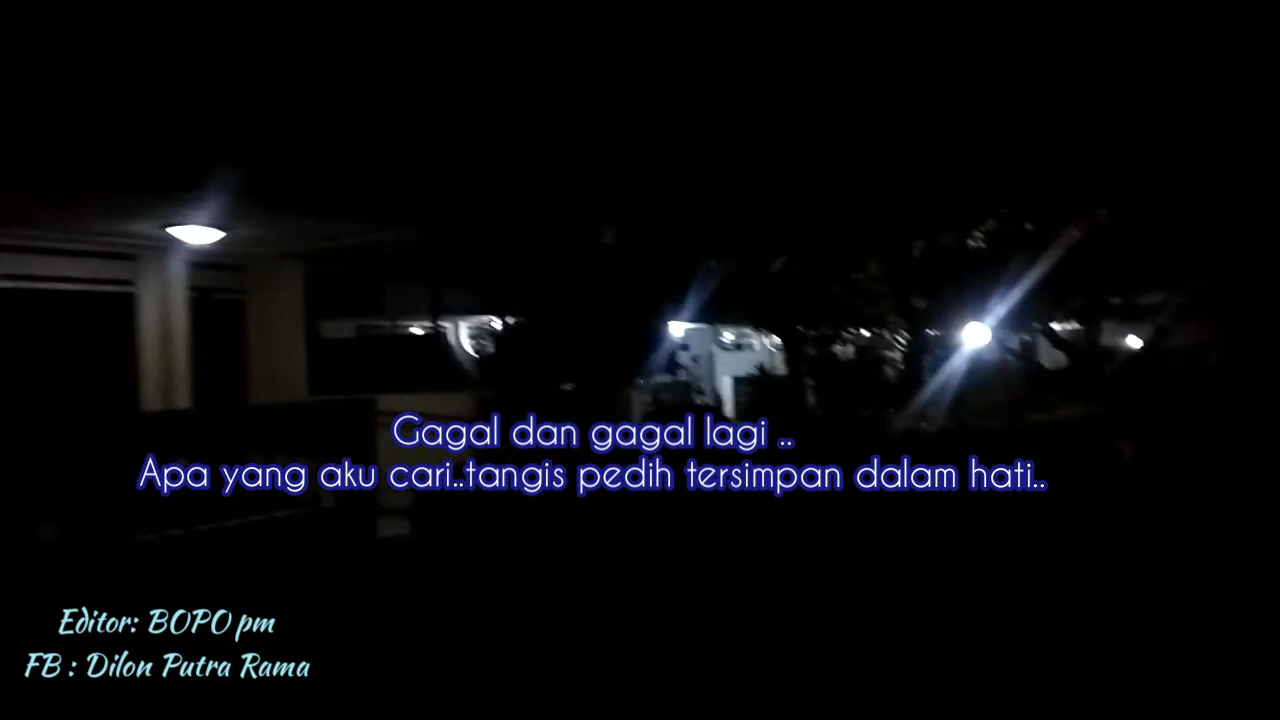 Gagal dan gagal lagi ..
Apa yang aku cari..tangis pedih tersimpan dalam hati..
Editor: BOPO pm
FB : Dilon Putra Rama